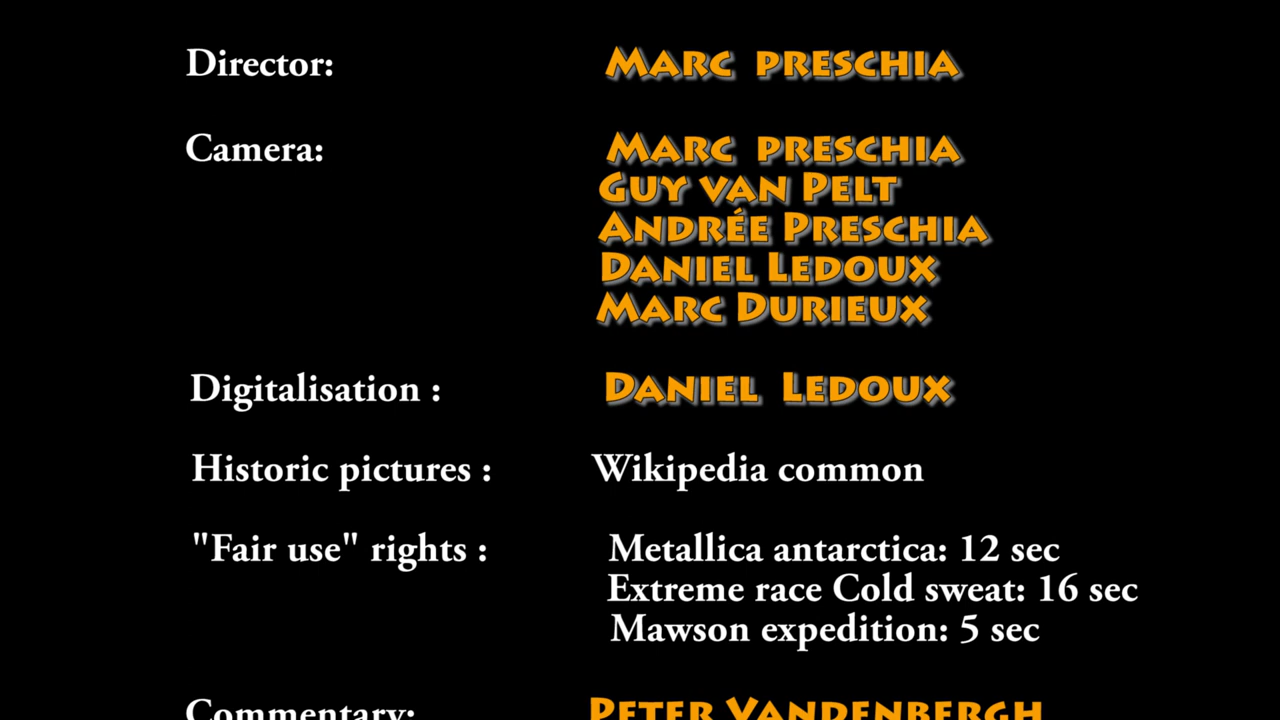 Director: Marc preschia
Camera: Marc preschia
Guy van Pelt
Andrée Preschia
Daniel Ledoux
Marc Durieux
Digitalisation : Daniel Ledoux
Historic pictures : Wikipedia common
"Fair use" rights : Metallica antarctica: 12 sec
Extreme race Cold sweat: 16 sec
Mawson expedition: 5 sec
Commentary: Peter Vandenbergh